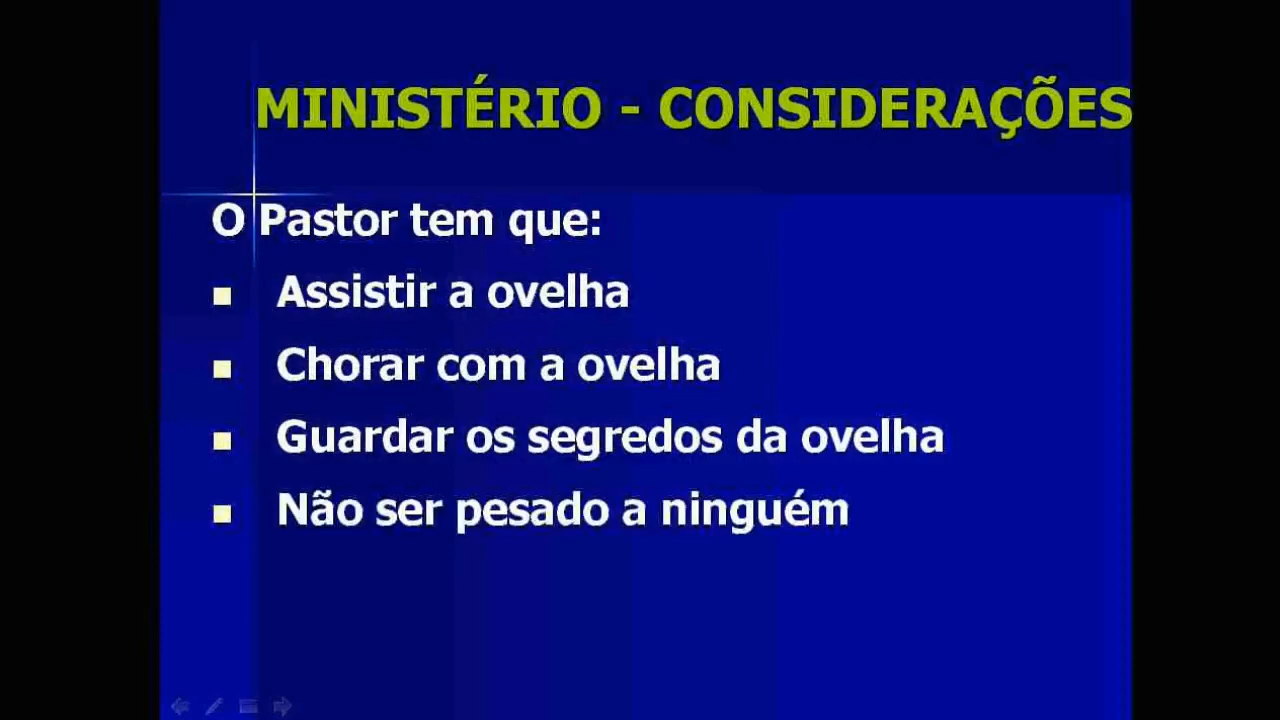 MINISTÉRIO - CONSIDERAÇÕES
O Pastor tem que:
Assistir a ovelha
Chorar com a ovelha
Guardar os segredos da ovelha
Não ser pesado a ninguém